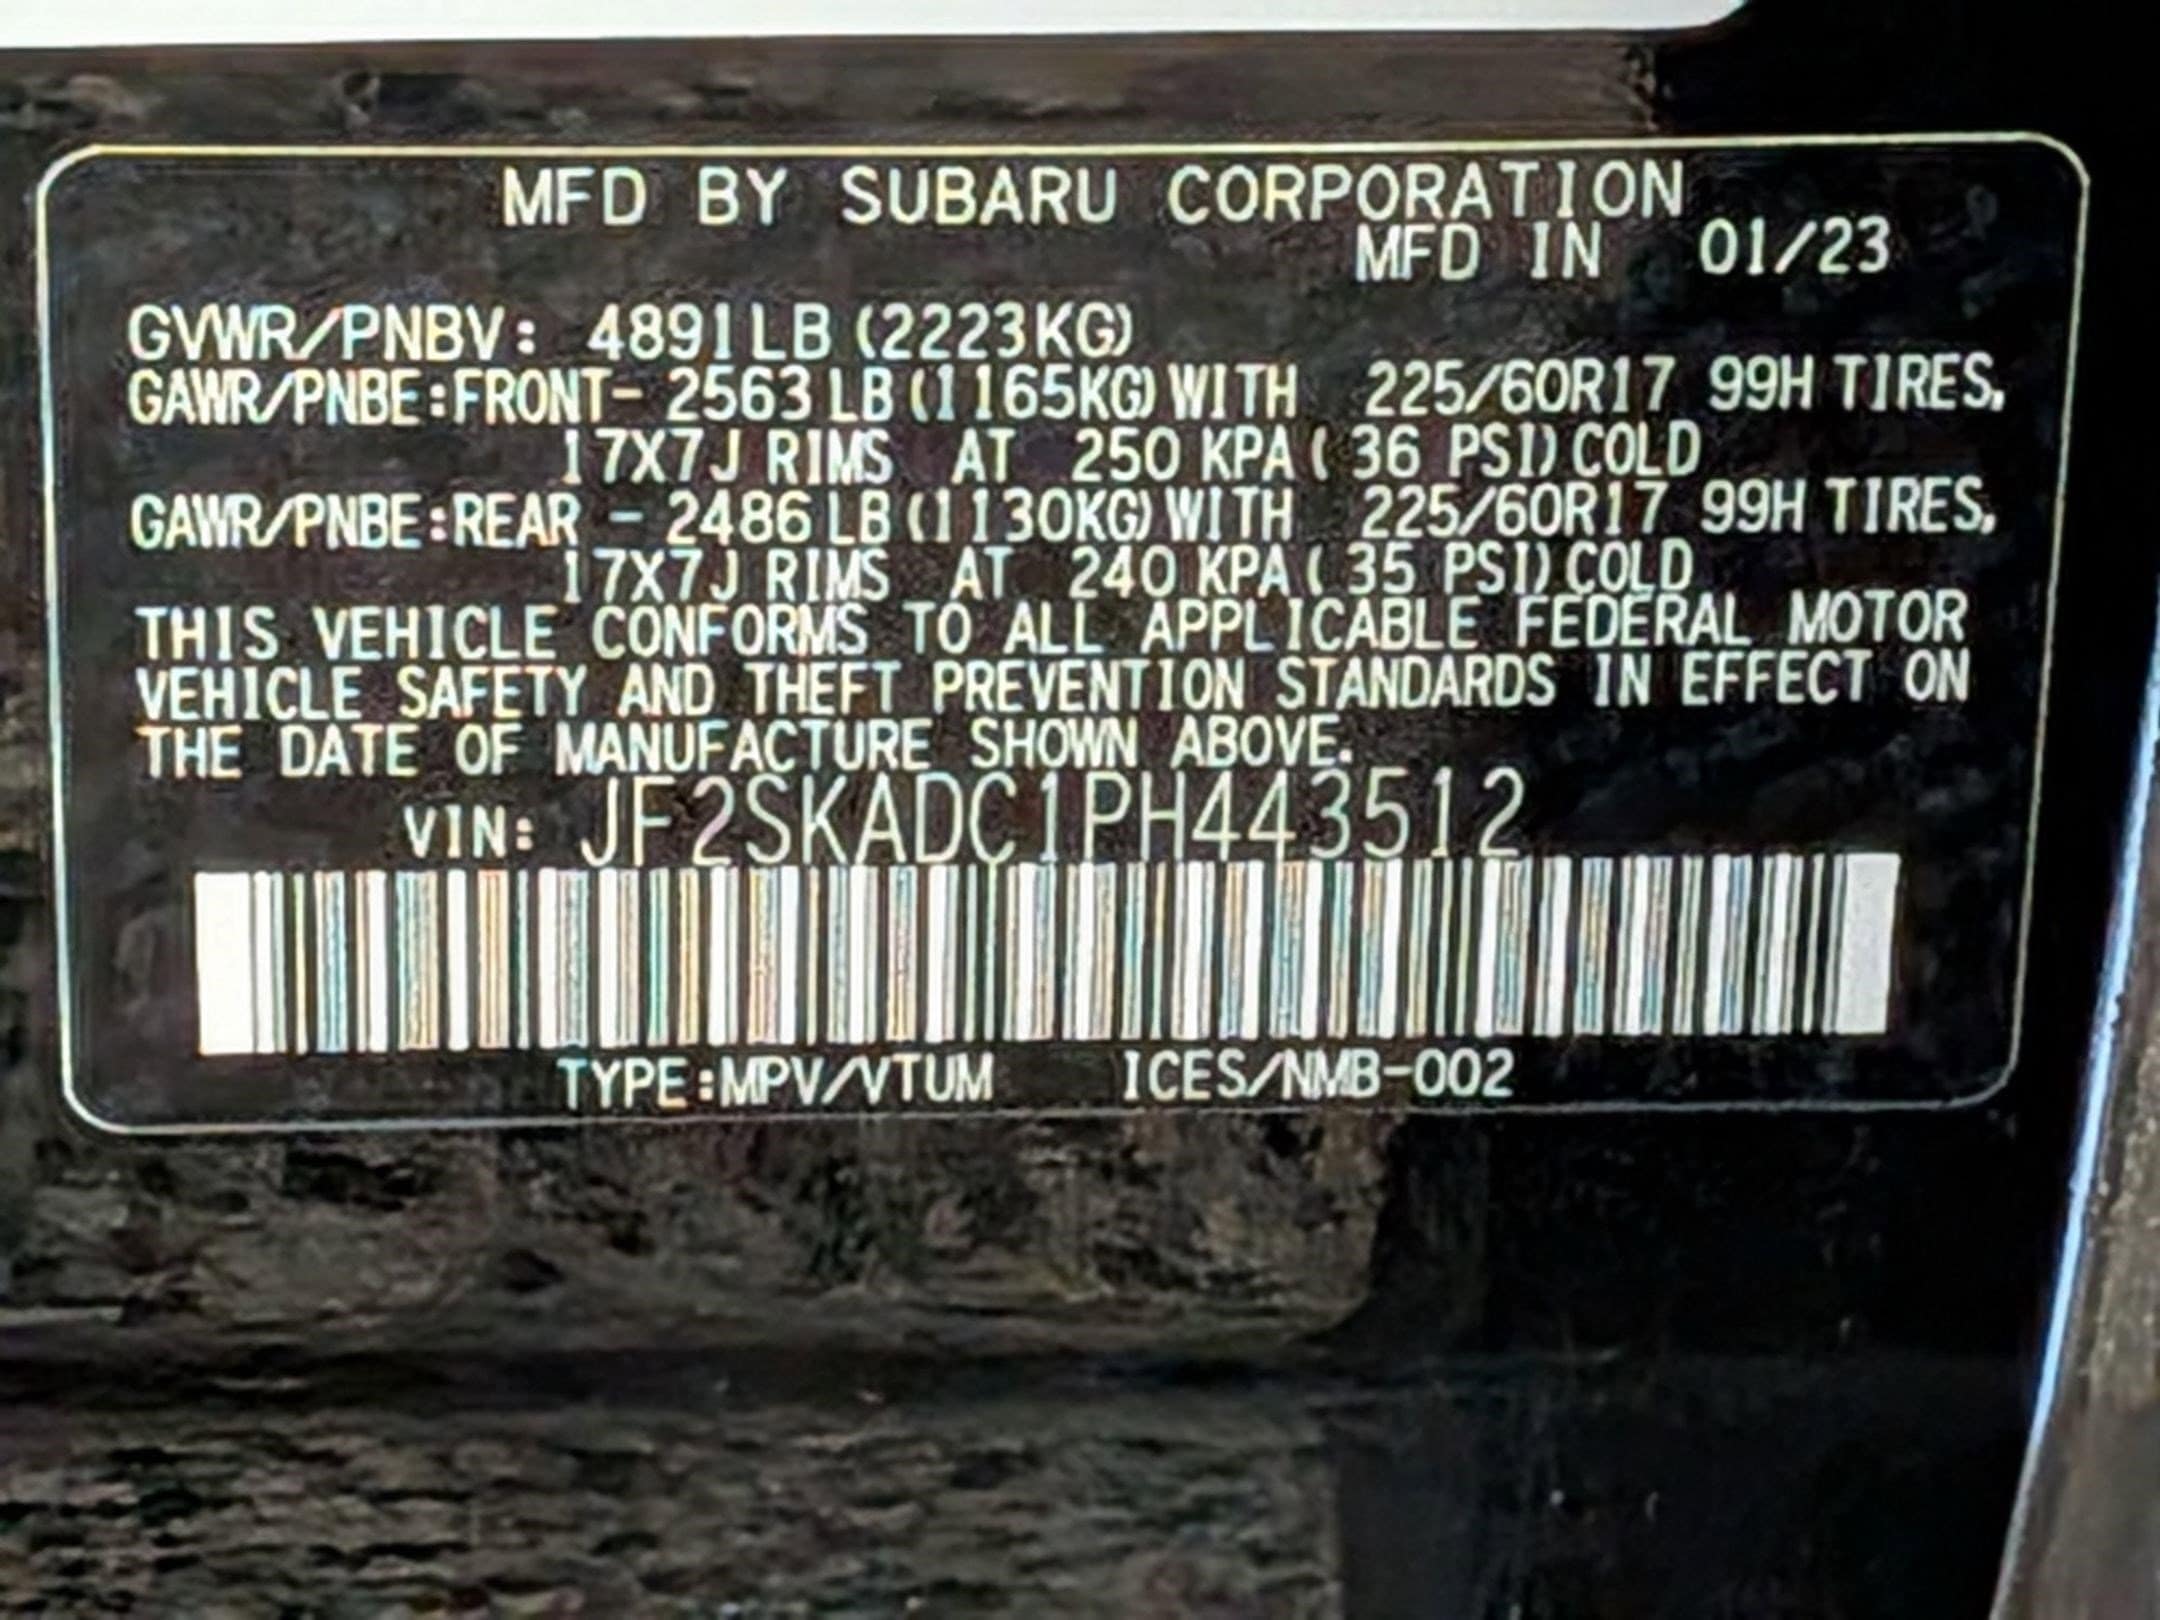 MFD BY SUBARU CORPORATION
MFD IN 01/23
GVWR/PNBV: 4891LB (2223KG)
GAWR/PNBE:FRONT- 2563LB (1165KG) WITH 225/60R17 99H TIRES,
17X7J RIMS AT 250 KPA ( 36 PSI) COLD
GAWR/PNBE:REAR - 2486LB (1130KG) WITH 225/60R17 99H TIRES,
17X7J RIMS AT 240 KPA ( 35 PSI) COLD
THIS VEHICLE CONFORMS TO ALL APPLICABLE FEDERAL MOTOR
VEHICLE SAFETY AND THEFT PREVENTION STANDARDS IN EFFECT ON
THE DATE OF MANUFACTURE SHOWN ABOVE.
VIN: JF2SKADC1PH443512
TYPE:MPV/VTUM ICES/NMB-002